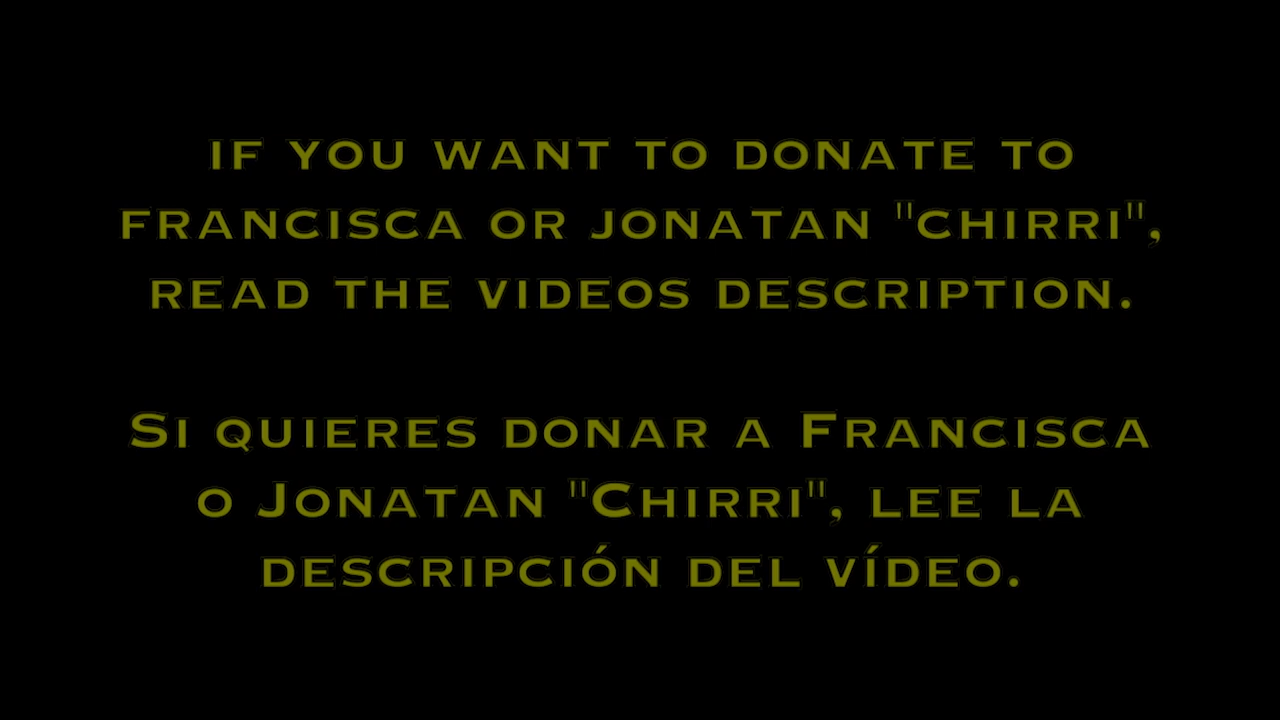 IF YOU WANT TO DONATE TO
FRANCISCA OR JONATAN "CHIRRI",
READ THE VIDEOS DESCRIPTION.
Si quieres donar a Francisca
o Jonatan "Chirri", lee la
descripción del vídeo.